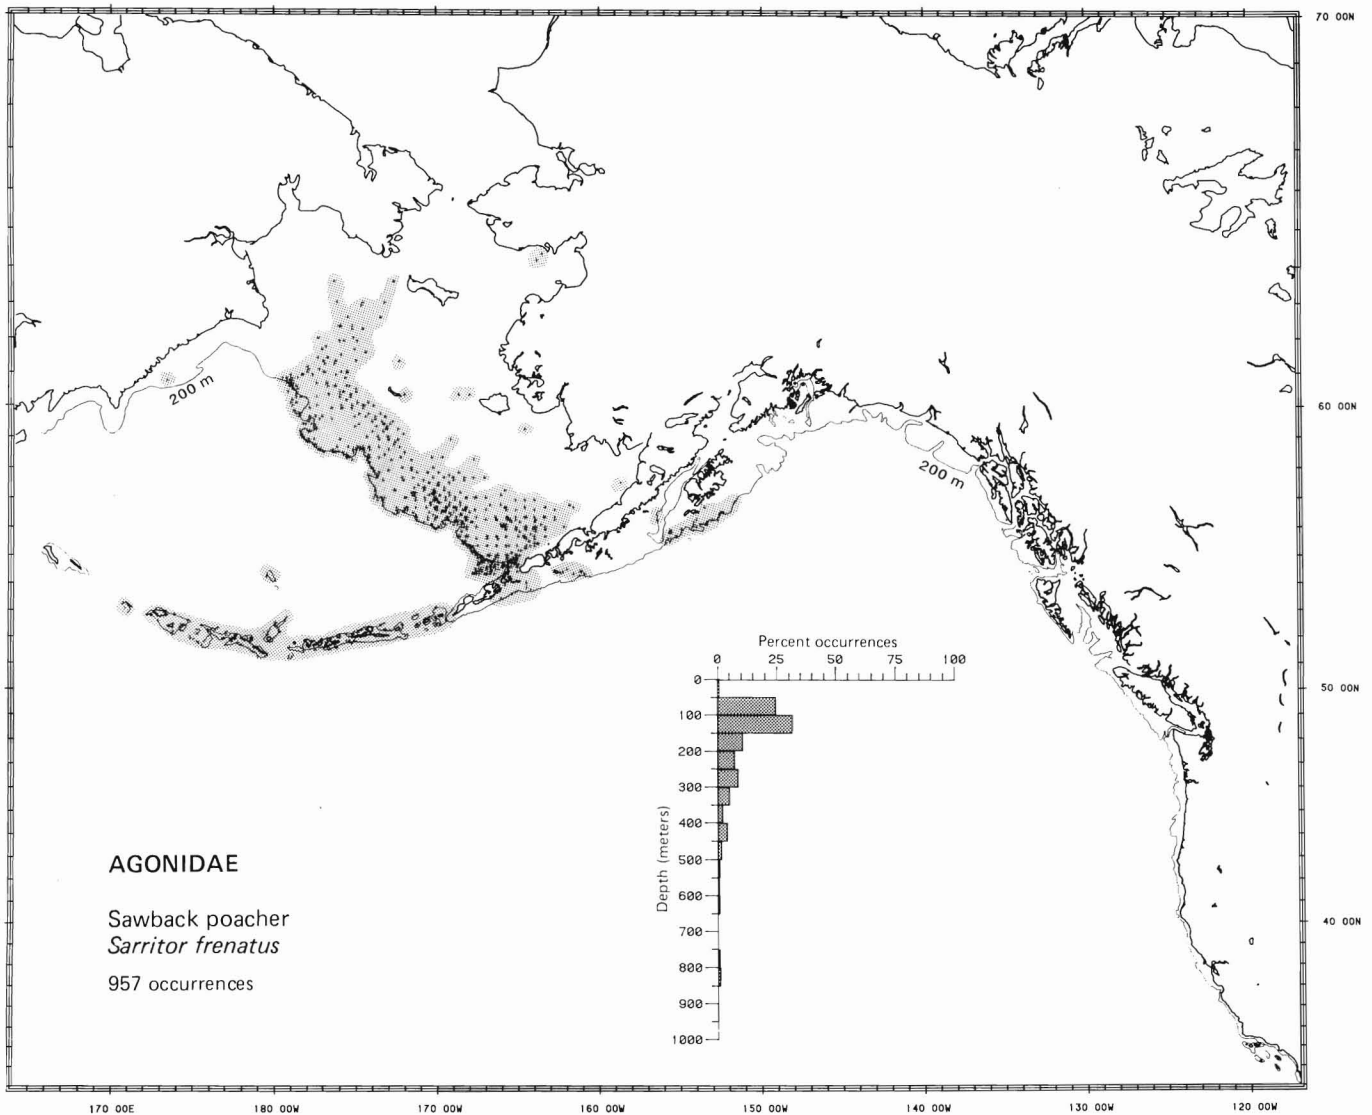 70 00N
200 m
60 00N
200 m
Percent occurrences
0 25 50 75 100
50 00N
Depth (meters)
0
100
200
300
400
500
600
700
800
900
1000
AGONIDAE
Sawback poacher
Sarritor frenatus
957 occurrences
40 00N
170 00E 180 00W 170 00W 160 00W 150 00W 140 00W 130 00W 120 00W